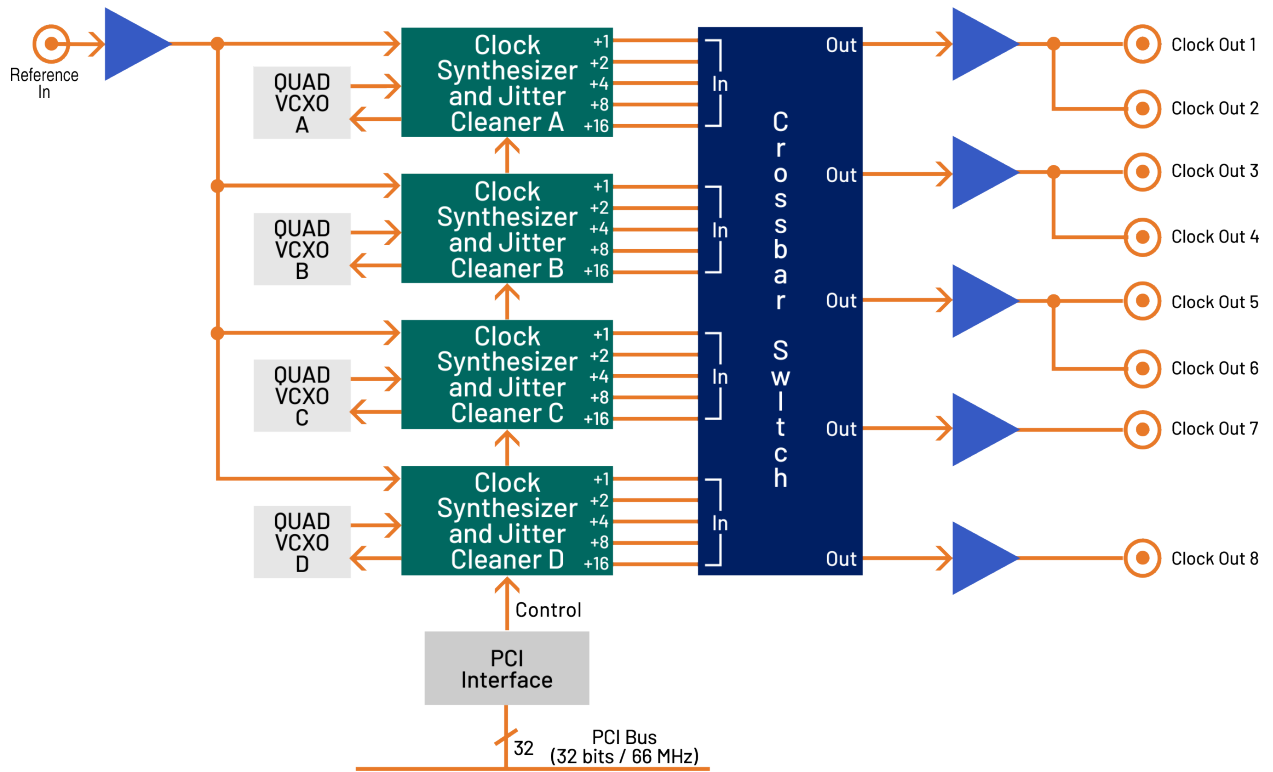 Reference
In
QUAD
VCXO
A
Clock
Synthesizer
and Jitter
Cleaner A
+1
+2
+4
+8
+16
In
QUAD
VCXO
B
Clock
Synthesizer
and Jitter
Cleaner B
+1
+2
+4
+8
+16
In
QUAD
VCXO
C
Clock
Synthesizer
and Jitter
Cleaner C
+1
+2
+4
+8
+16
In
QUAD
VCXO
D
Clock
Synthesizer
and Jitter
Cleaner D
+1
+2
+4
+8
+16
In
Crossbar SwItch
Out
Out
Out
Out
Out
Clock Out 1
Clock Out 2
Clock Out 3
Clock Out 4
Clock Out 5
Clock Out 6
Clock Out 7
Clock Out 8
Control
PCI
Interface
32
PCI Bus
(32 bits / 66 MHz)